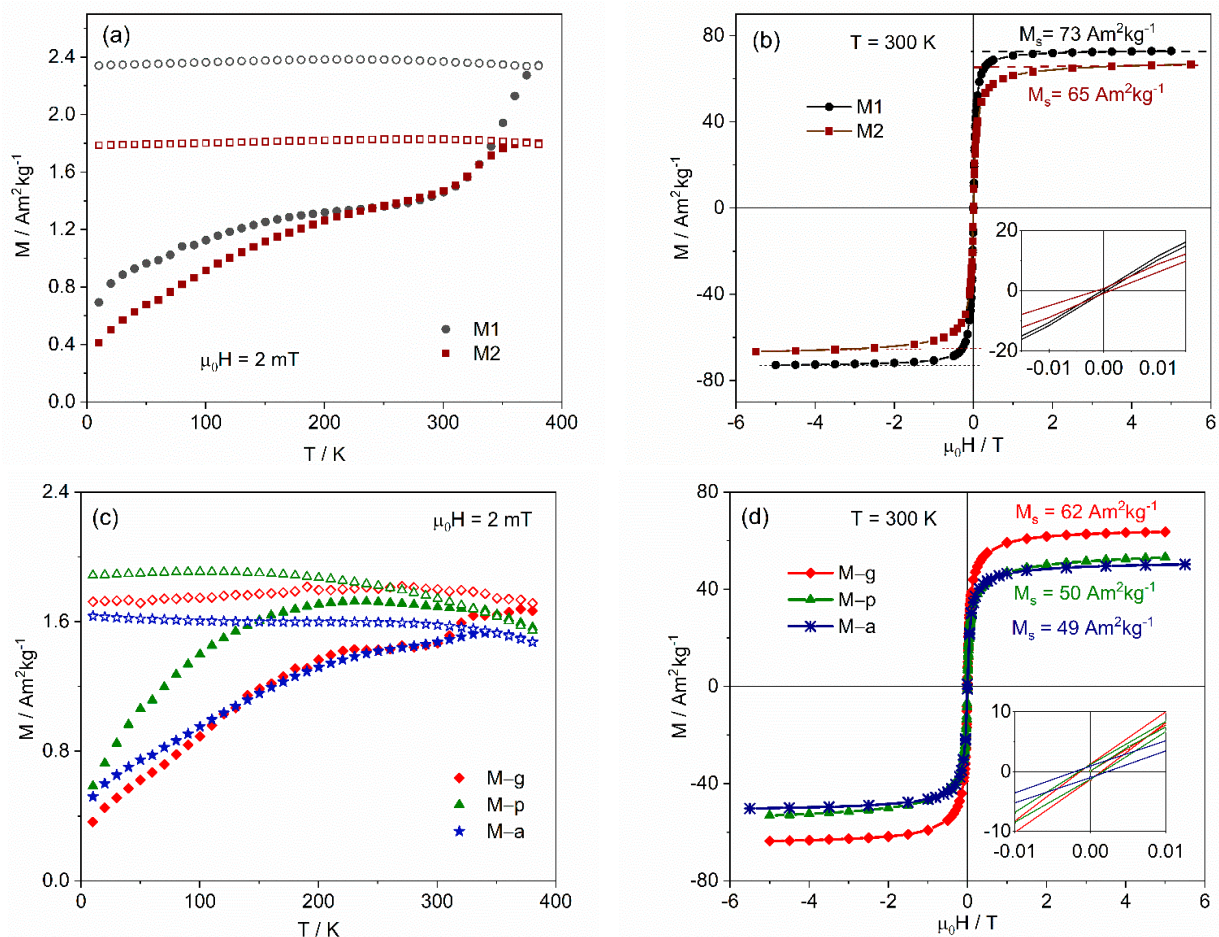 (a)
M / Am²kg⁻¹
2.4
2.0
1.6
1.2
0.8
0.4
0.0
M1
M2
μ₀H = 2 mT
0 100 200 300 400
T / K
(b)
T = 300 K
Mₛ = 73 Am²kg⁻¹
Mₛ= 65 Am²kg⁻¹
M1
M2
M / Am²kg⁻¹
80
40
0
-40
-80
20
0
-20
-0.01 0.00 0.01
-6 -4 -2 0 2 4 6
μ₀H / T
(c)
μ₀H = 2 mT
M / Am²kg⁻¹
2.4
1.6
0.8
0.0
M–g
M–p
M–a
0 100 200 300 400
T / K
(d)
T = 300 K
Mₛ = 62 Am²kg⁻¹
Mₛ = 50 Am²kg⁻¹
Mₛ = 49 Am²kg⁻¹
M–g
M–p
M–a
M / Am²kg⁻¹
80
40
0
-40
-80
10
0
-10
-0.01 0.00 0.01
-6 -4 -2 0 2 4 6
μ₀H / T